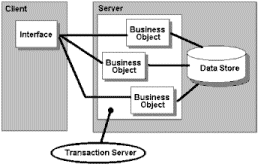 Client
Server
Interface
Business
Object
Business
Object
Data Store
Business
Object
Transaction Server